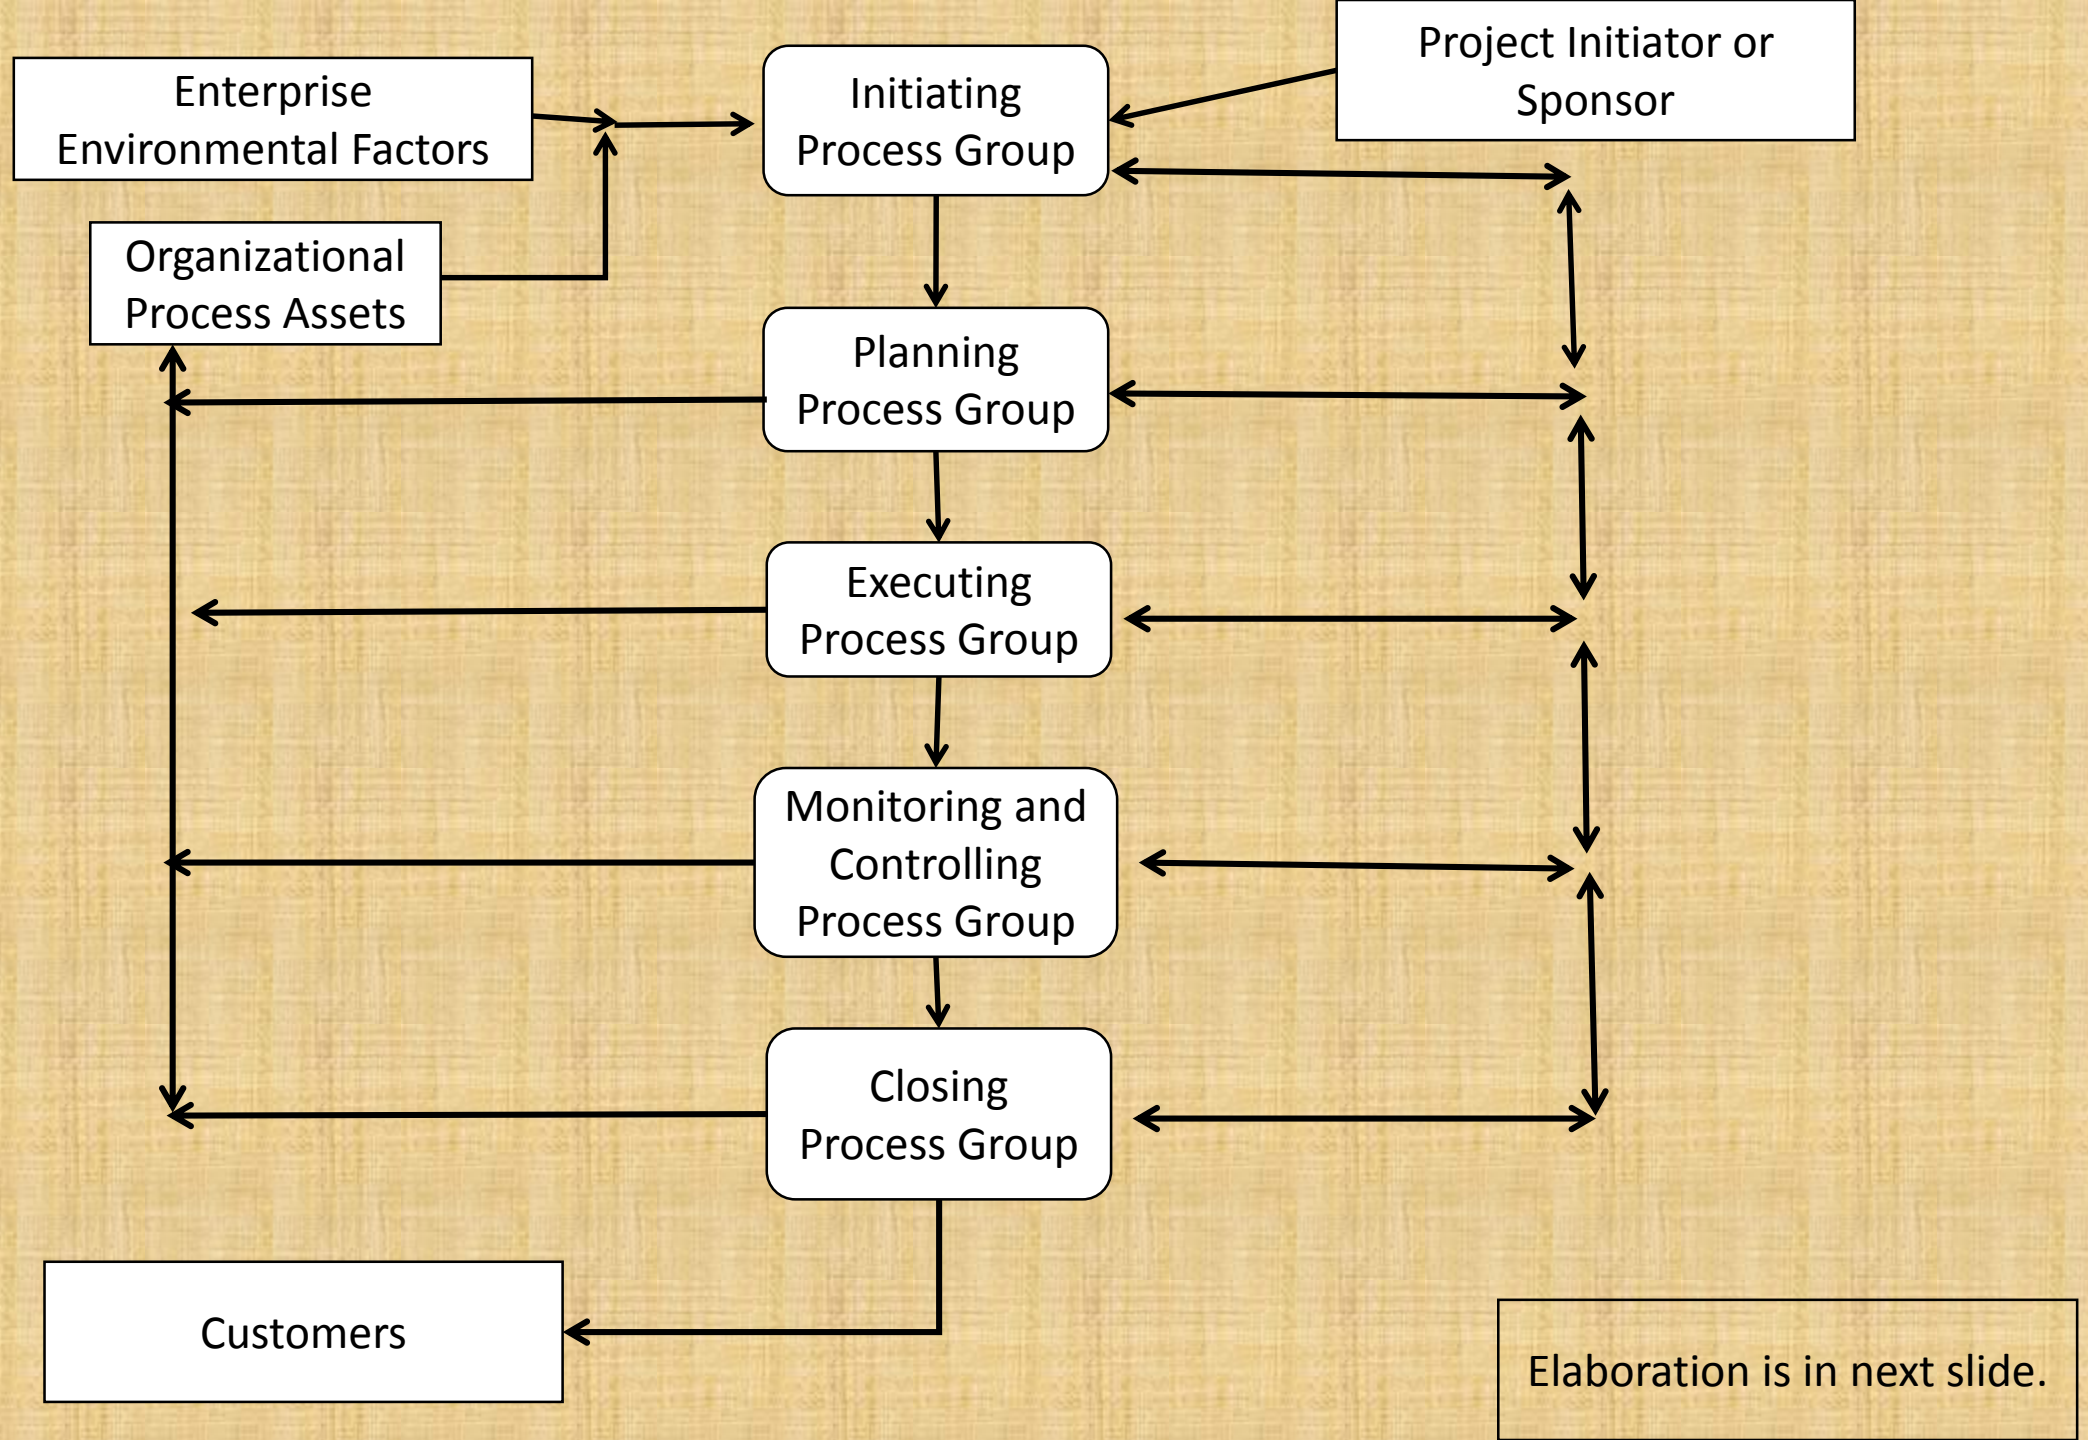 Enterprise
Environmental Factors
Initiating
Process Group
Project Initiator or
Sponsor
Organizational
Process Assets
Planning
Process Group
Executing
Process Group
Monitoring and
Controlling
Process Group
Closing
Process Group
Customers
Elaboration is in next slide.